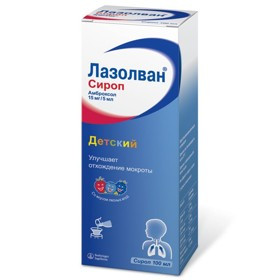 Лазолван®
Сироп
Амброксол
15 мг/5 мл
Детский
Улучшает
отхождение мокроты
Сироп 100 мл